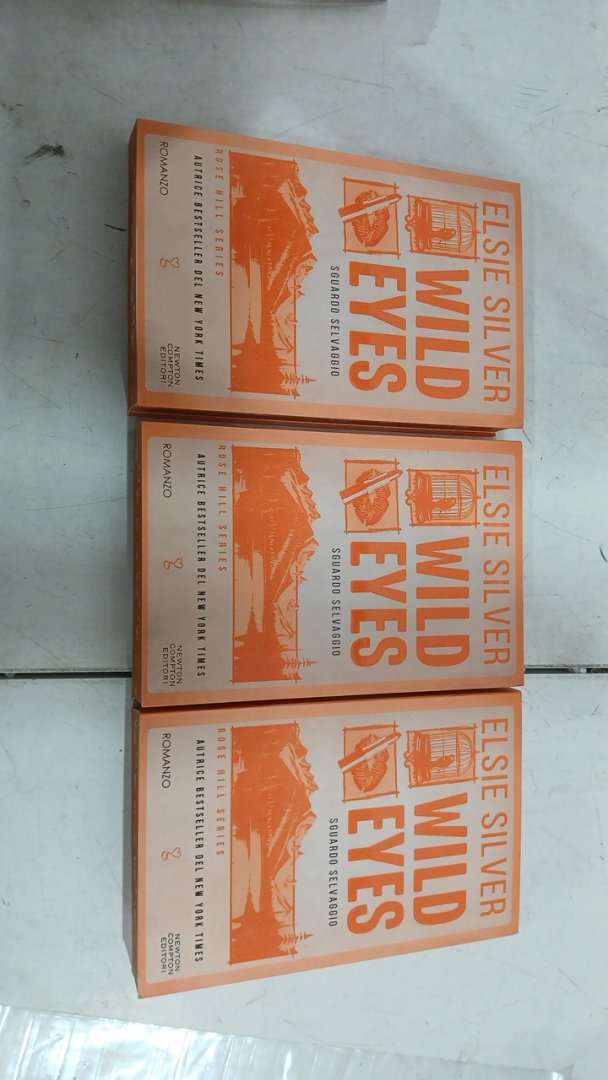 ELSIE SILVER
WILD
EYES
SGUARDO SELVAGGIO
ROSE HILL SERIES
AUTRICE BESTSELLER DEL NEW YORK TIMES
ROMANZO
NEWTON
COMPTON
EDITORI
ELSIE SILVER
WILD
EYES
SGUARDO SELVAGGIO
ROSE HILL SERIES
AUTRICE BESTSELLER DEL NEW YORK TIMES
ROMANZO
NEWTON
COMPTON
EDITORI
ELSIE SILVER
WILD
EYES
SGUARDO SELVAGGIO
ROSE HILL SERIES
AUTRICE BESTSELLER DEL NEW YORK TIMES
ROMANZO
NEWTON
COMPTON
EDITORI